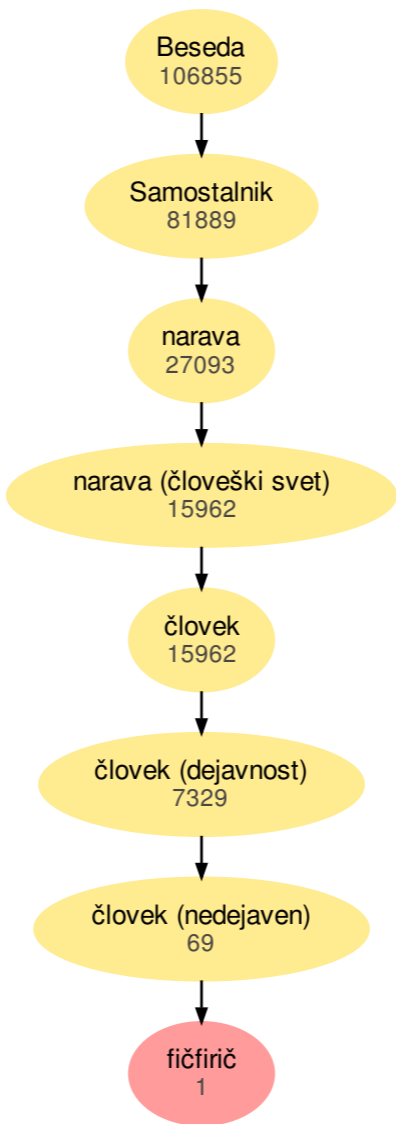 Beseda
106855
Samostalnik
81889
narava
27093
narava (človeški svet)
15962
človek
15962
človek (dejavnost)
7329
človek (nedejaven)
69
fičfirič
1